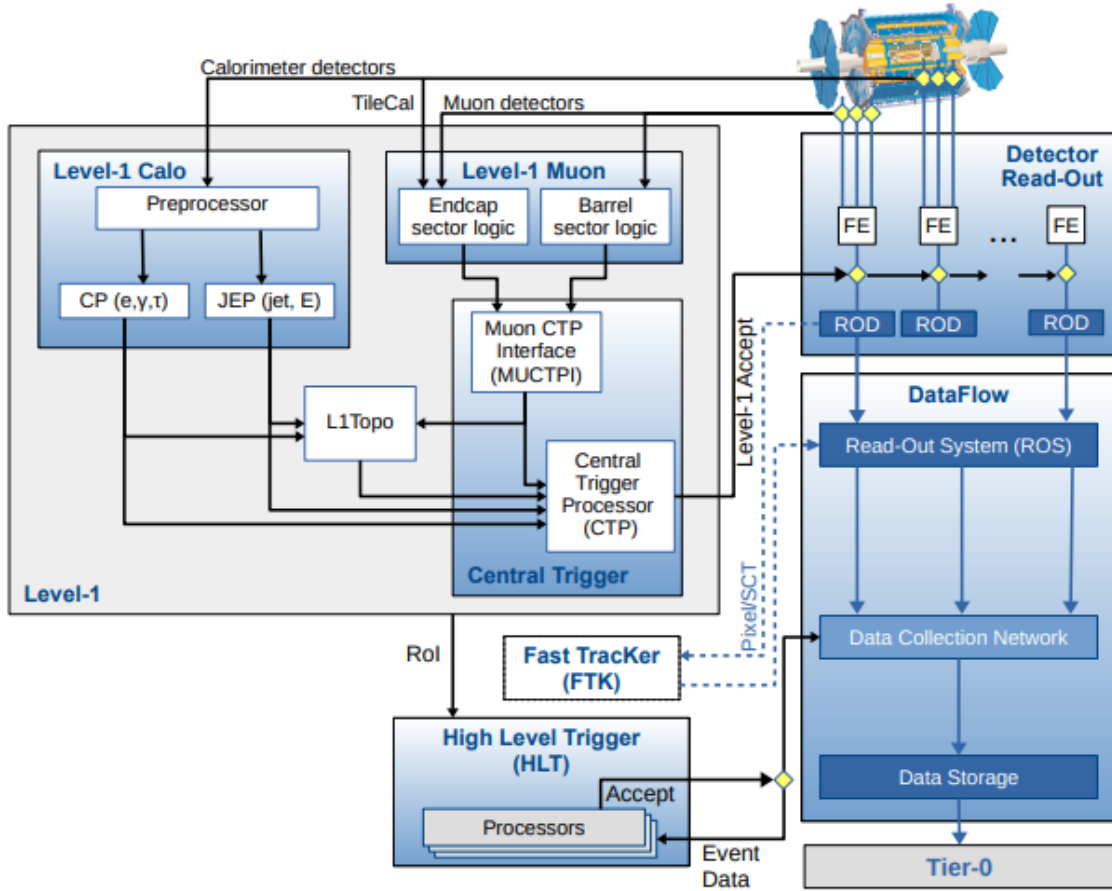 Calorimeter detectors
TileCal
Muon detectors
Level-1 Calo
Preprocessor
CP (e,γ,τ)
JEP (jet, E)
Level-1 Muon
Endcap
sector logic
Barrel
sector logic
Muon CTP
Interface
(MUCTPI)
L1Topo
Central
Trigger
Processor
(CTP)
Central Trigger
Level-1
Level-1 Accept
Detector
Read-Out
FE
FE
...
FE
ROD
ROD
ROD
DataFlow
Read-Out System (ROS)
Data Collection Network
Data Storage
Tier-0
Pixel/SCT
RoI
Fast TracKer
(FTK)
High Level Trigger
(HLT)
Accept
Processors
Event
Data